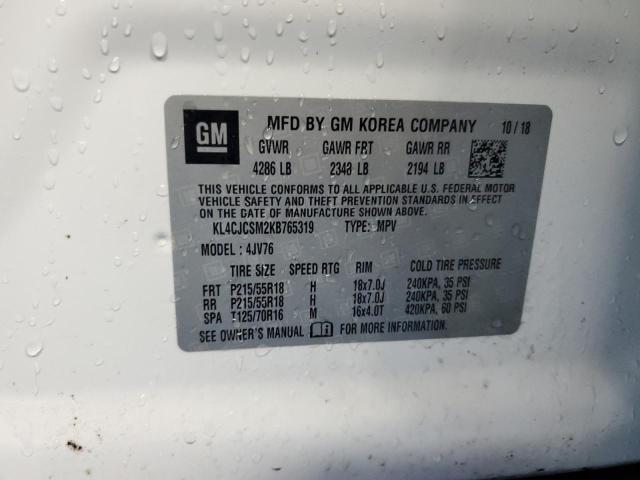 GM MFD BY GM KOREA COMPANY 10/18
GVWR GAWR FRT GAWR RR
4286 LB 2340 LB 2194 LB
THIS VEHICLE CONFORMS TO ALL APPLICABLE U.S. FEDERAL MOTOR
VEHICLE SAFETY AND THEFT PREVENTION STANDARDS IN EFFECT ON
THE DATE OF MANUFACTURE SHOWN ABOVE.
KL4CJCSM2KB765319 TYPE: MPV
MODEL: 4JV76
TIRE SIZE SPEED RTG RIM COLD TIRE PRESSURE
FRT P215/55R18 H 18x7.0J 240KPA, 35 PSI
RR P215/55R18 H 18x7.0J 240KPA, 35 PSI
SPA T125/70R16 M 16x4.0T 420KPA, 60 PSI
SEE OWNER'S MANUAL FOR MORE INFORMATION.